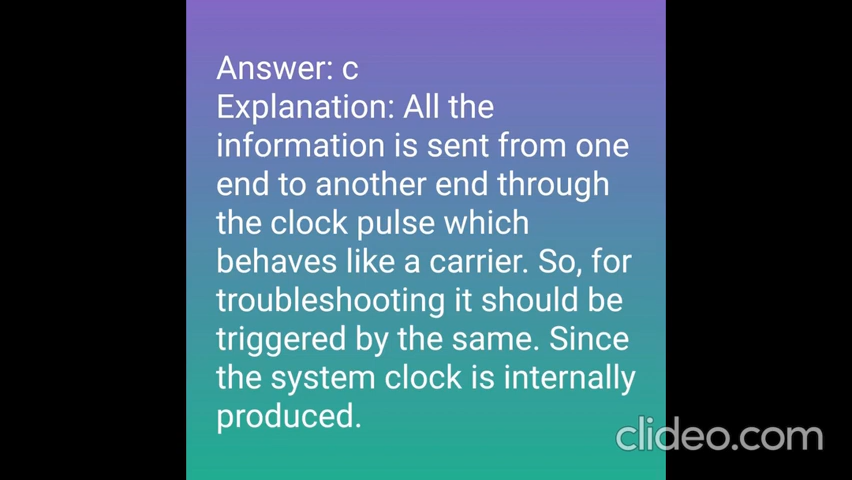 Answer: c
Explanation: All the
information is sent from one
end to another end through
the clock pulse which
behaves like a carrier. So, for
troubleshooting it should be
triggered by the same. Since
the system clock is internally
produced.
clideo.com